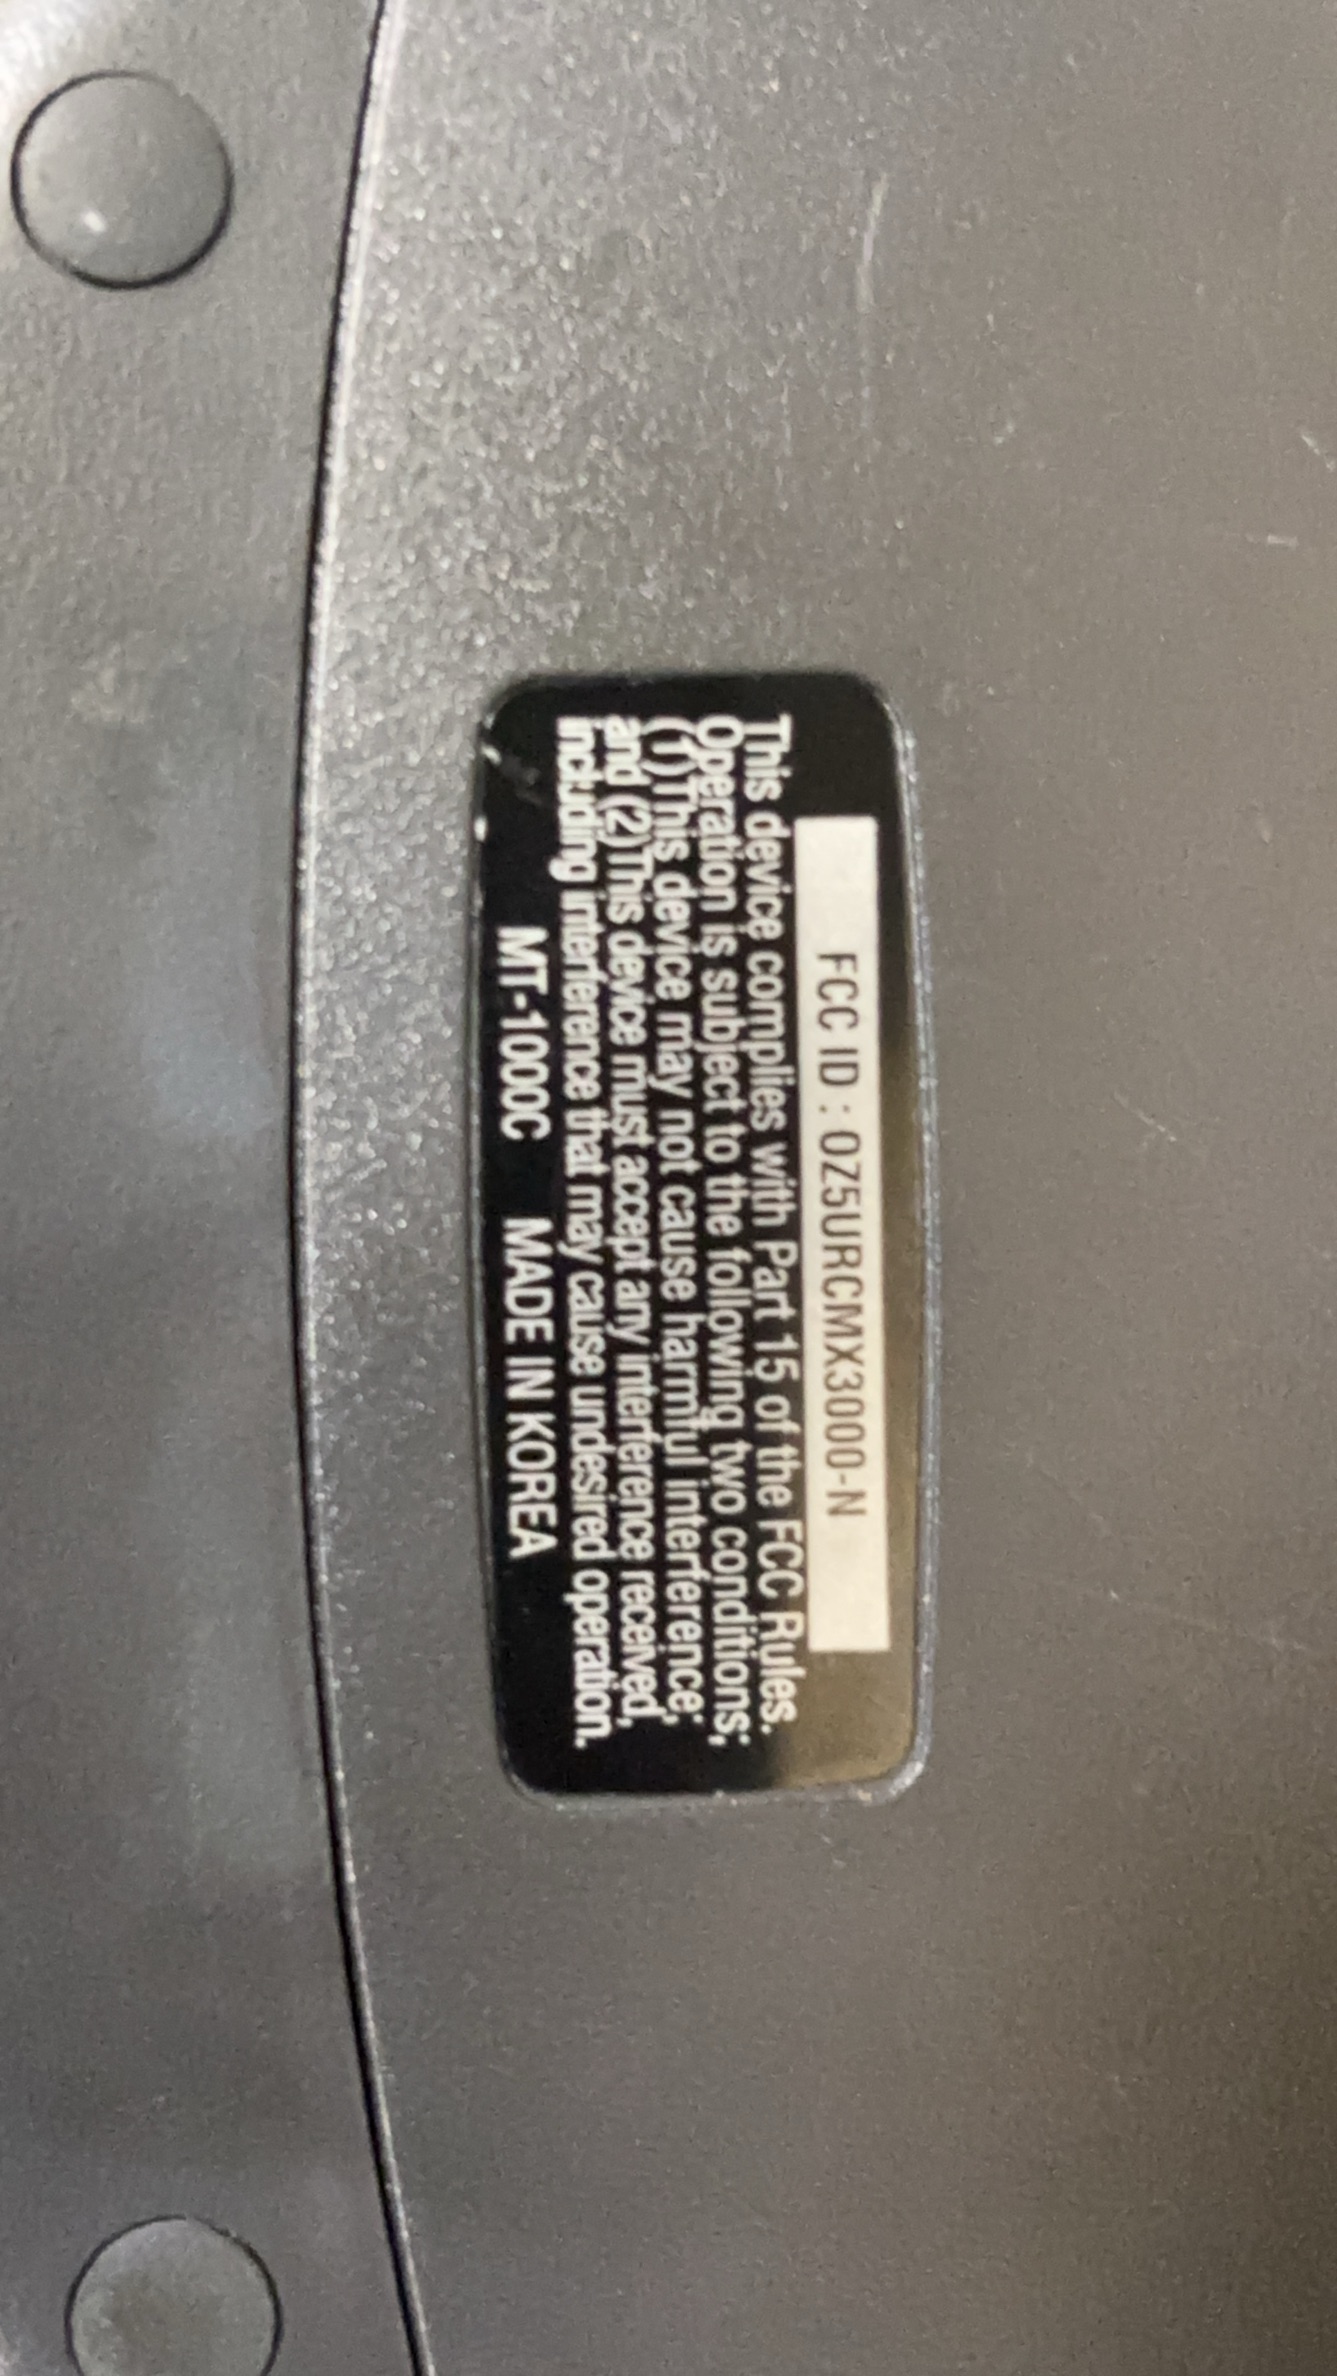 FCC ID : OZ5URCMX3000-N
This device complies with Part 15 of the FCC Rules.
Operation is subject to the following two conditions;
(1)This device may not cause harmful interference;
and (2)This device must accept any interference received,
including interference that may cause undesired operation.
MT-1000C MADE IN KOREA